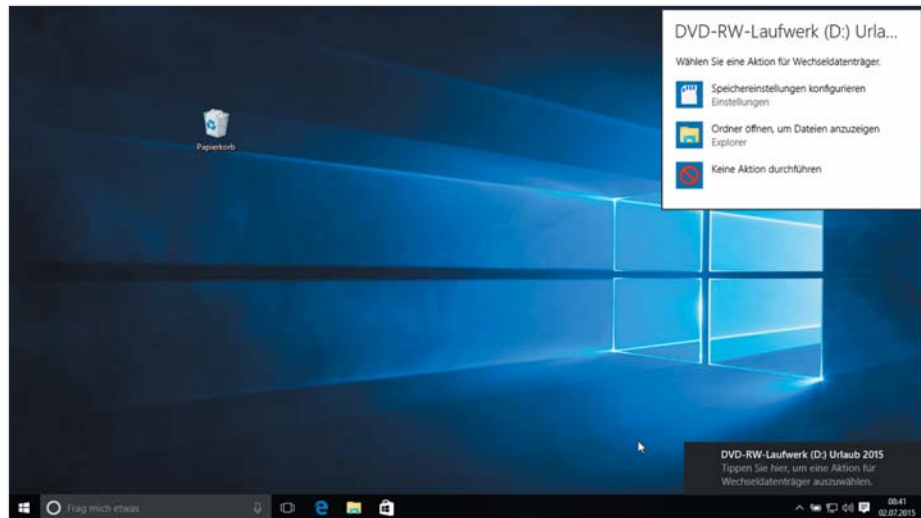 DVD-RW-Laufwerk (D:) Urla...
Wählen Sie eine Aktion für Wechseldatenträger.
Speichereinstellungen konfigurieren
Einstellungen
Ordner öffnen, um Dateien anzuzeigen
Explorer
Keine Aktion durchführen
Papierkorb
DVD-RW-Laufwerk (D:) Urlaub 2015
Tippen Sie hier, um eine Aktion für
Wechseldatenträger auszuwählen.
Frag mich etwas
08:41
02.07.2015